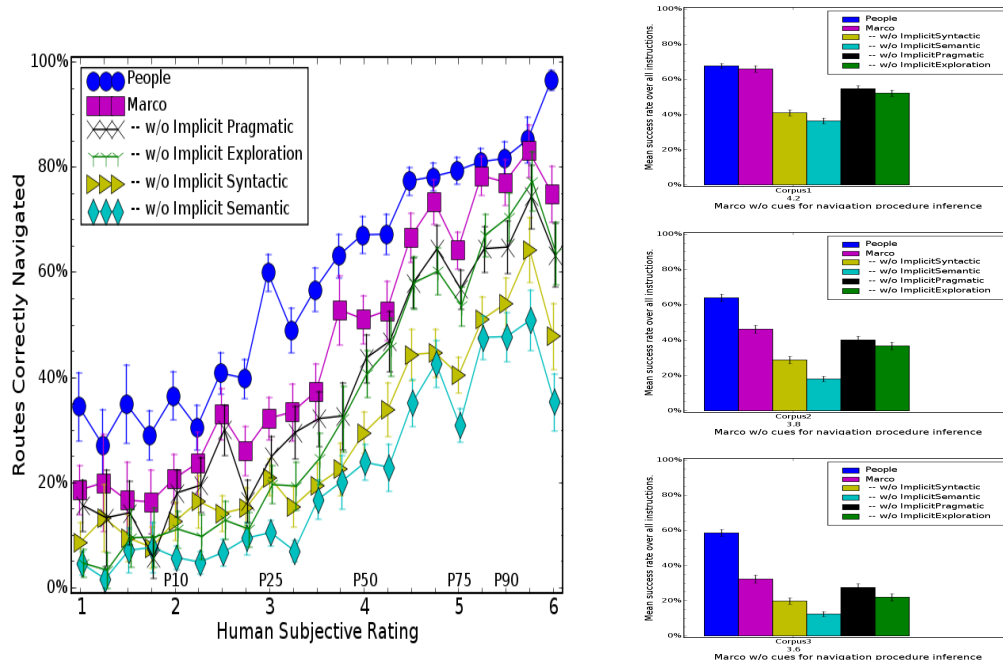 100%
80%
60%
40%
20%
0%
Routes Correctly Navigated
People
Marco
-- w/o Implicit Pragmatic
-- w/o Implicit Exploration
-- w/o Implicit Syntactic
-- w/o Implicit Semantic
P10 P25 P50 P75 P90
1 2 3 4 5 6
Human Subjective Rating
100%
80%
60%
40%
20%
0%
Mean success rate over all instructions.
People
Marco
-- w/o ImplicitSyntactic
-- w/o ImplicitSemantic
-- w/o ImplicitPragmatic
-- w/o ImplicitExploration
Corpus1
4.2
Marco w/o cues for navigation procedure inference
100%
80%
60%
40%
20%
0%
Mean success rate over all instructions.
People
Marco
-- w/o ImplicitSyntactic
-- w/o ImplicitSemantic
-- w/o ImplicitPragmatic
-- w/o ImplicitExploration
Corpus2
3.8
Marco w/o cues for navigation procedure inference
100%
80%
60%
40%
20%
0%
Mean success rate over all instructions.
People
Marco
-- w/o ImplicitSyntactic
-- w/o ImplicitSemantic
-- w/o ImplicitPragmatic
-- w/o ImplicitExploration
Corpus3
3.6
Marco w/o cues for navigation procedure inference